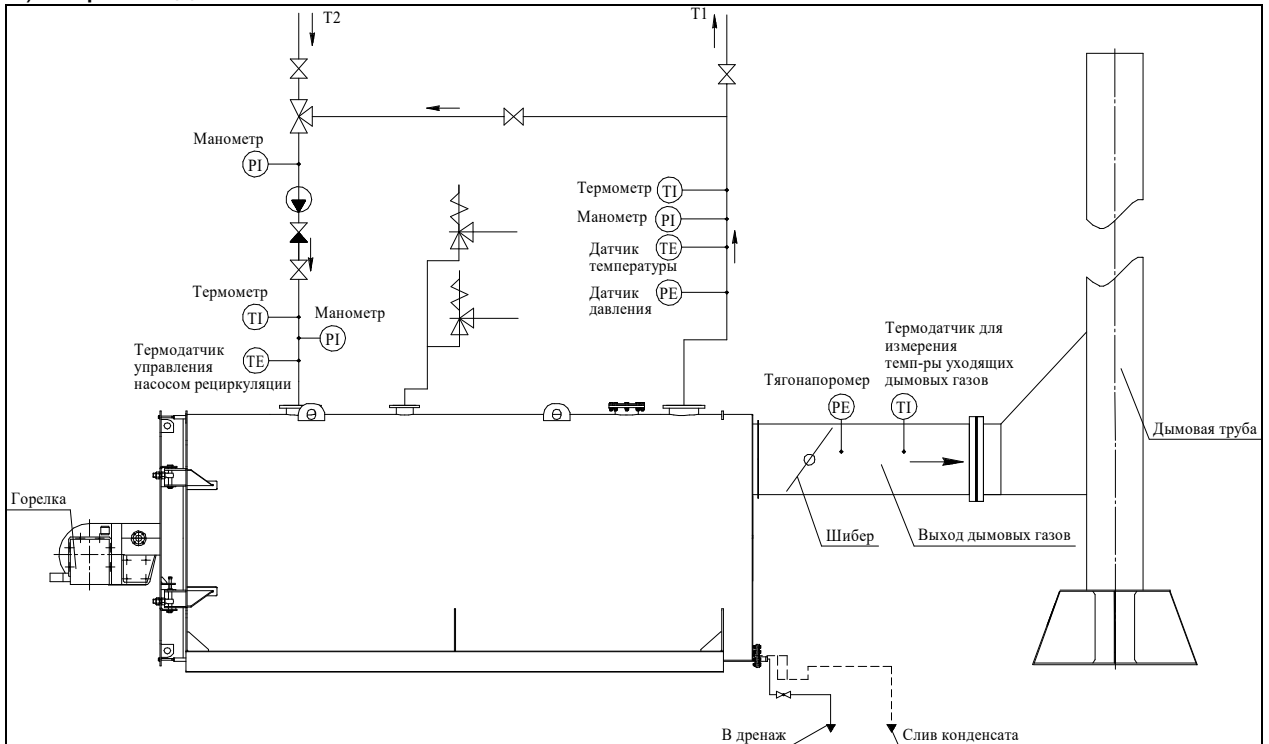 T2
T1
Манометр
PI
Термометр
TI
Манометр
PI
Датчик
температуры
TE
Датчик
давления
PE
Термометр
TI
Манометр
PI
Термодатчик
управления
насосом рециркуляции
TE
Термодатчик для
измерения
темп-ры уходящих
дымовых газов
TI
Тягонапоромер
PE
Дымовая труба
Горелка
Шибер
Выход дымовых газов
В дренаж
Слив конденсата